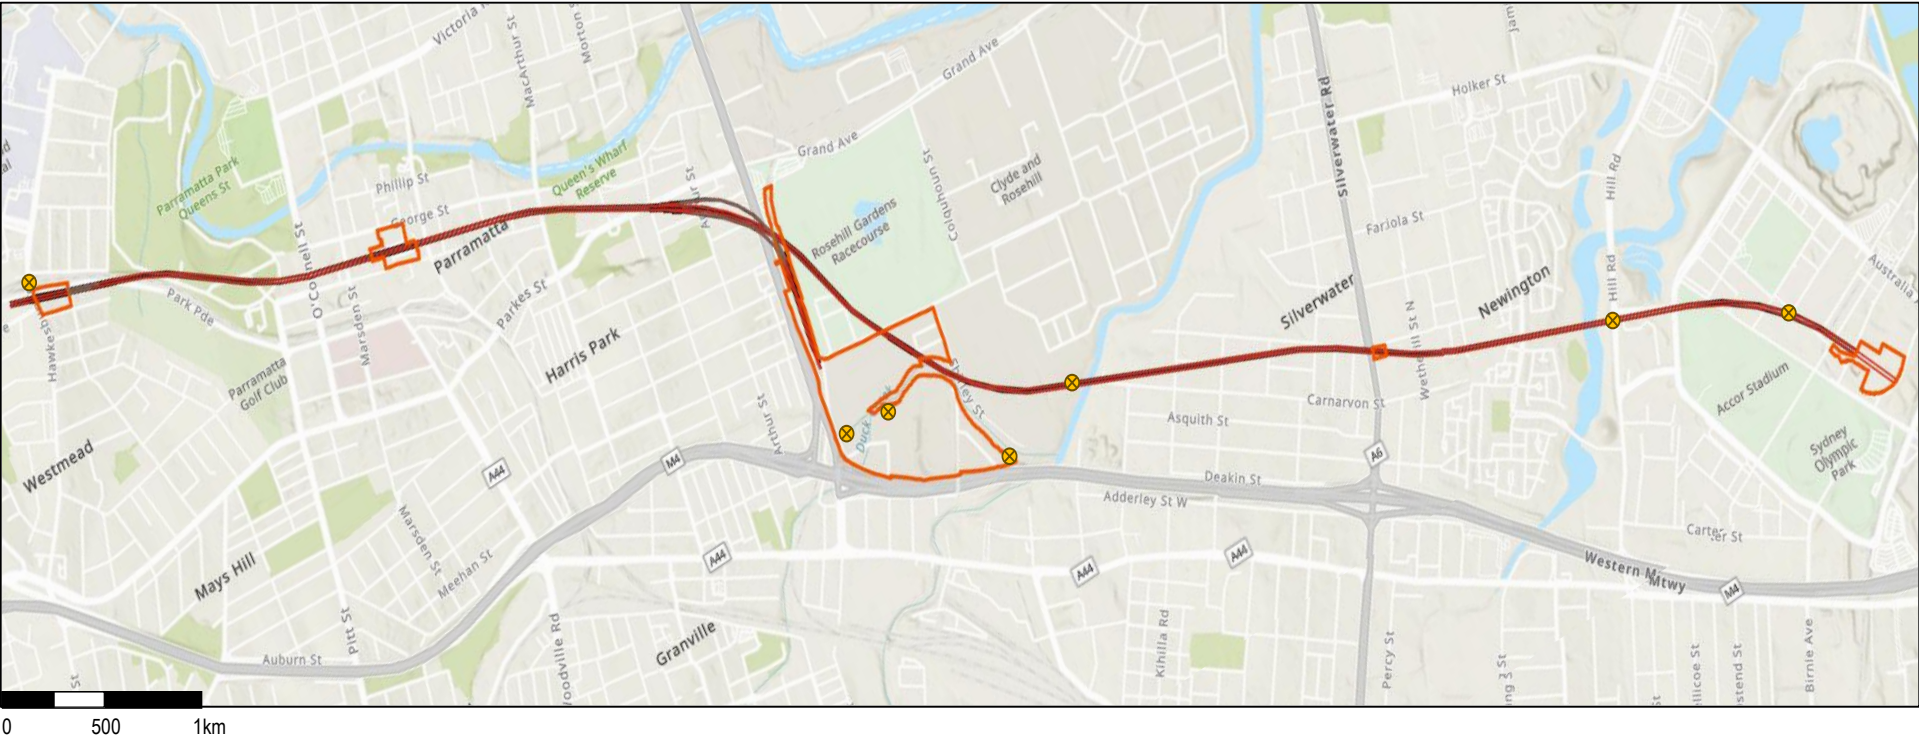 Victoria
MacArthur St
Morton
Grand Ave
Holker St
Silverwater Rd
Hill Rd
Parramatta Park
Queens St
Phillip St
George St
Queen's Wharf
Reserve
Grand Ave
Colquhoun St
Clyde and
Rosehill
Rosehill Gardens
Racecourse
Farjola St
Australia
O'Connell St
Parramatta
Parkes St
Park Pde
Marsden St
Hawkesb
Harris Park
Silverwater
Newington
Hill Rd
Parramatta
Golf Club
Arthur St
Duck
Asquith St
Carnarvon St
Accor Stadium
Sydney
Olympic
Park
Westmead
A44
M4
A6
Deakin St
Adderley St W
Carter St
Marsden St
Meehan St
Mays Hill
A44
A44
A44
Western Mtwy
M4
Pitt St
Auburn St
Woodville Rd
Granville
Kihilla Rd
Percy St
Birnie Ave
0 500 1km